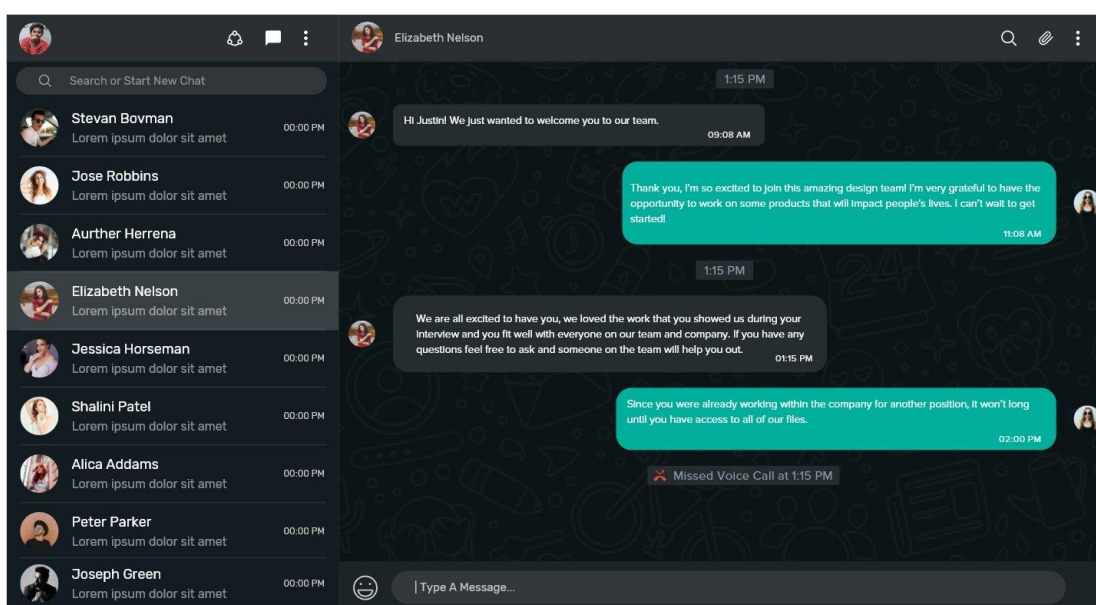 Elizabeth Nelson
Search or Start New Chat
Stevan Bovman
Lorem ipsum dolor sit amet
00:00 PM
Jose Robbins
Lorem ipsum dolor sit amet
00:00 PM
Aurther Herrena
Lorem ipsum dolor sit amet
00:00 PM
Elizabeth Nelson
Lorem ipsum dolor sit amet
00:00 PM
Jessica Horseman
Lorem ipsum dolor sit amet
00:00 PM
Shalini Patel
Lorem ipsum dolor sit amet
00:00 PM
Alica Addams
Lorem ipsum dolor sit amet
00:00 PM
Peter Parker
Lorem ipsum dolor sit amet
00:00 PM
Joseph Green
Lorem ipsum dolor sit amet
00:00 PM
1:15 PM
Hi Justin! We just wanted to welcome you to our team.
09:08 AM
Thank you, I'm so excited to join this amazing design team! I'm very grateful to have the
opportunity to work on some products that will impact people's lives. I can't wait to get
started!
11:08 AM
1:15 PM
We are all excited to have you, we loved the work that you showed us during your
interview and you fit well with everyone on our team and company. If you have any
questions feel free to ask and someone on the team will help you out.
01:15 PM
Since you were already working within the company for another position, it won't long
until you have access to all of our files.
02:00 PM
Missed Voice Call at 1:15 PM
Type A Message...